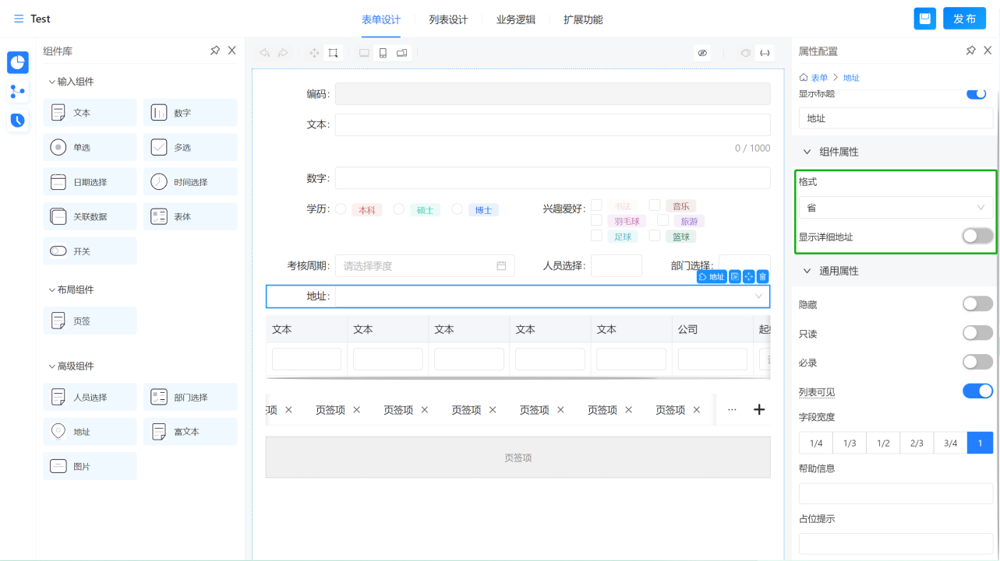 Test
表单设计 列表设计 业务逻辑 扩展功能
发布
组件库
输入组件
文本 数字
单选 多选
日期选择 时间选择
关联数据 表体
开关
布局组件
页签
高级组件
人员选择 部门选择
地址 富文本
图片
编码:
文本:
0 / 1000
数字:
学历: 本科 硕士 博士
兴趣爱好: 书法 音乐
羽毛球 旅游
足球 篮球
考核周期: 请选择季度 人员选择: 部门选择:
地址
地址:
文本 文本 文本 文本 文本 公司
页签项 页签项 页签项 页签项 页签项 页签项
页签项
属性配置
表单 > 地址
显示标题
地址
组件属性
格式
省
显示详细地址
通用属性
隐藏
只读
必录
列表可见
字段宽度
1/4 1/3 1/2 2/3 3/4 1
帮助信息
占位提示